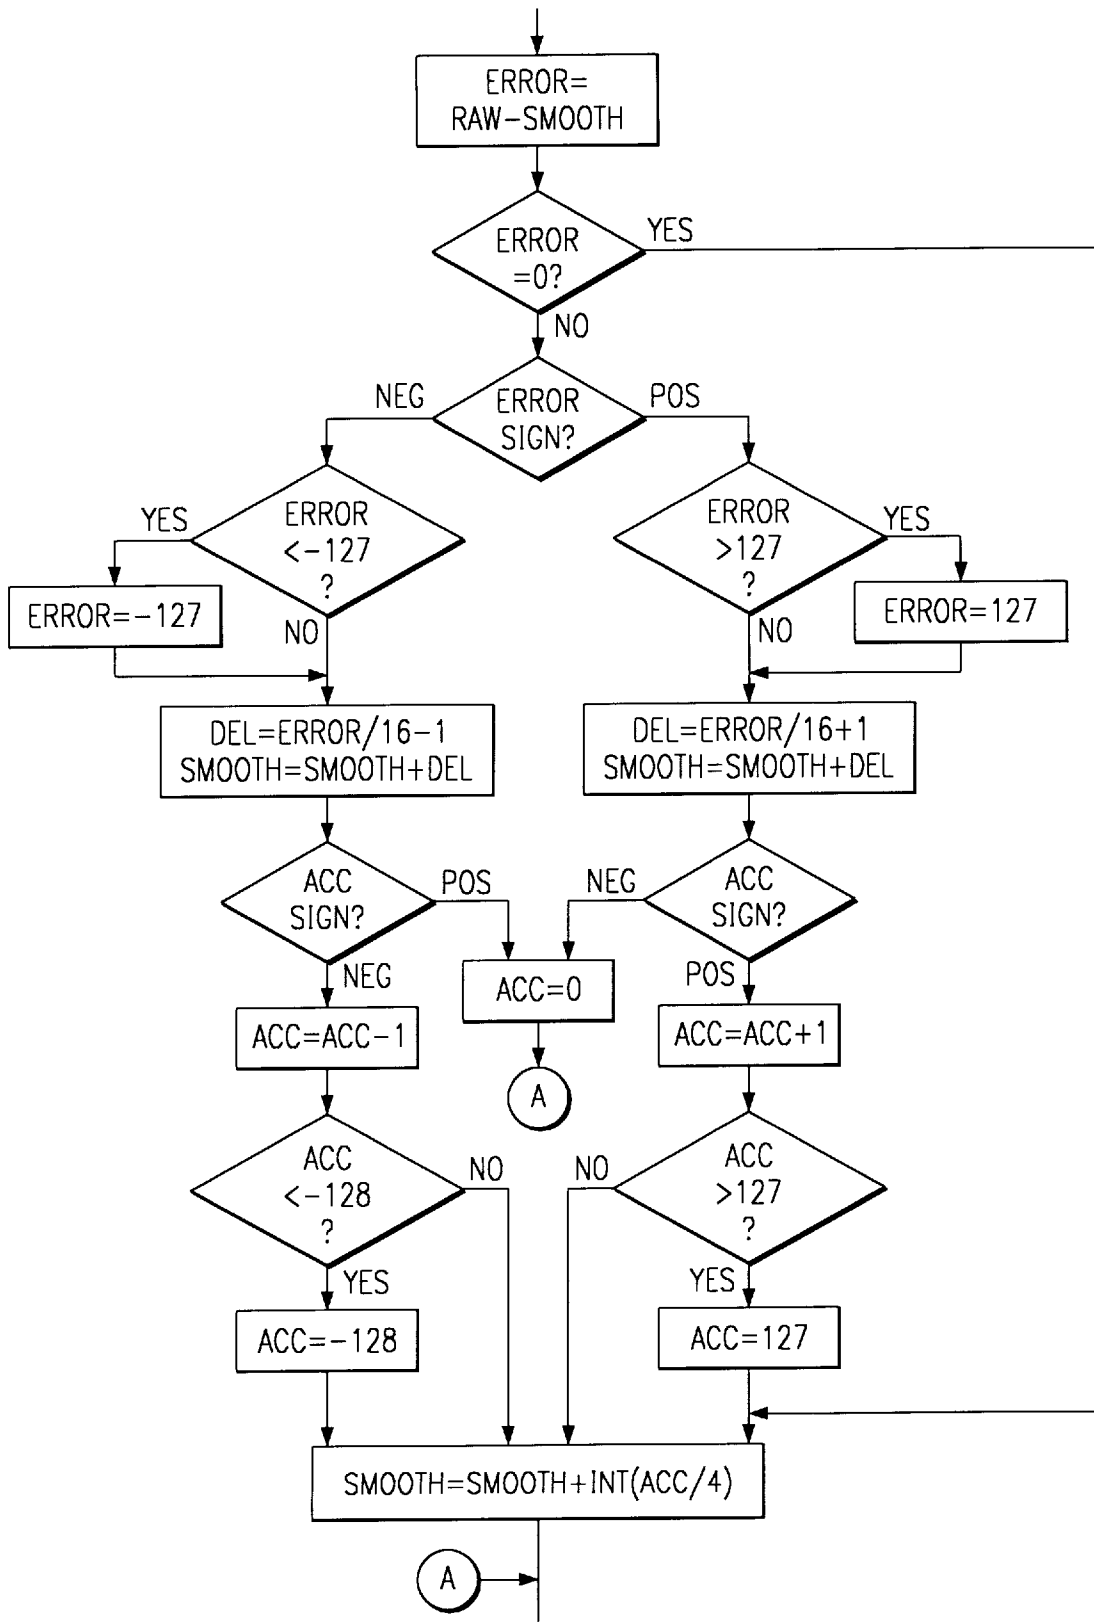 ERROR=
RAW-SMOOTH
ERROR
=0?
YES
NO
ERROR
SIGN?
NEG
POS
ERROR
<-127
?
YES
NO
ERROR=-127
ERROR
>127
?
YES
NO
ERROR=127
DEL=ERROR/16-1
SMOOTH=SMOOTH+DEL
DEL=ERROR/16+1
SMOOTH=SMOOTH+DEL
ACC
SIGN?
POS
NEG
ACC
SIGN?
NEG
POS
ACC=0
A
ACC=ACC-1
ACC=ACC+1
ACC
<-128
?
NO
YES
ACC
>127
?
NO
YES
ACC=-128
ACC=127
SMOOTH=SMOOTH+INT(ACC/4)
A